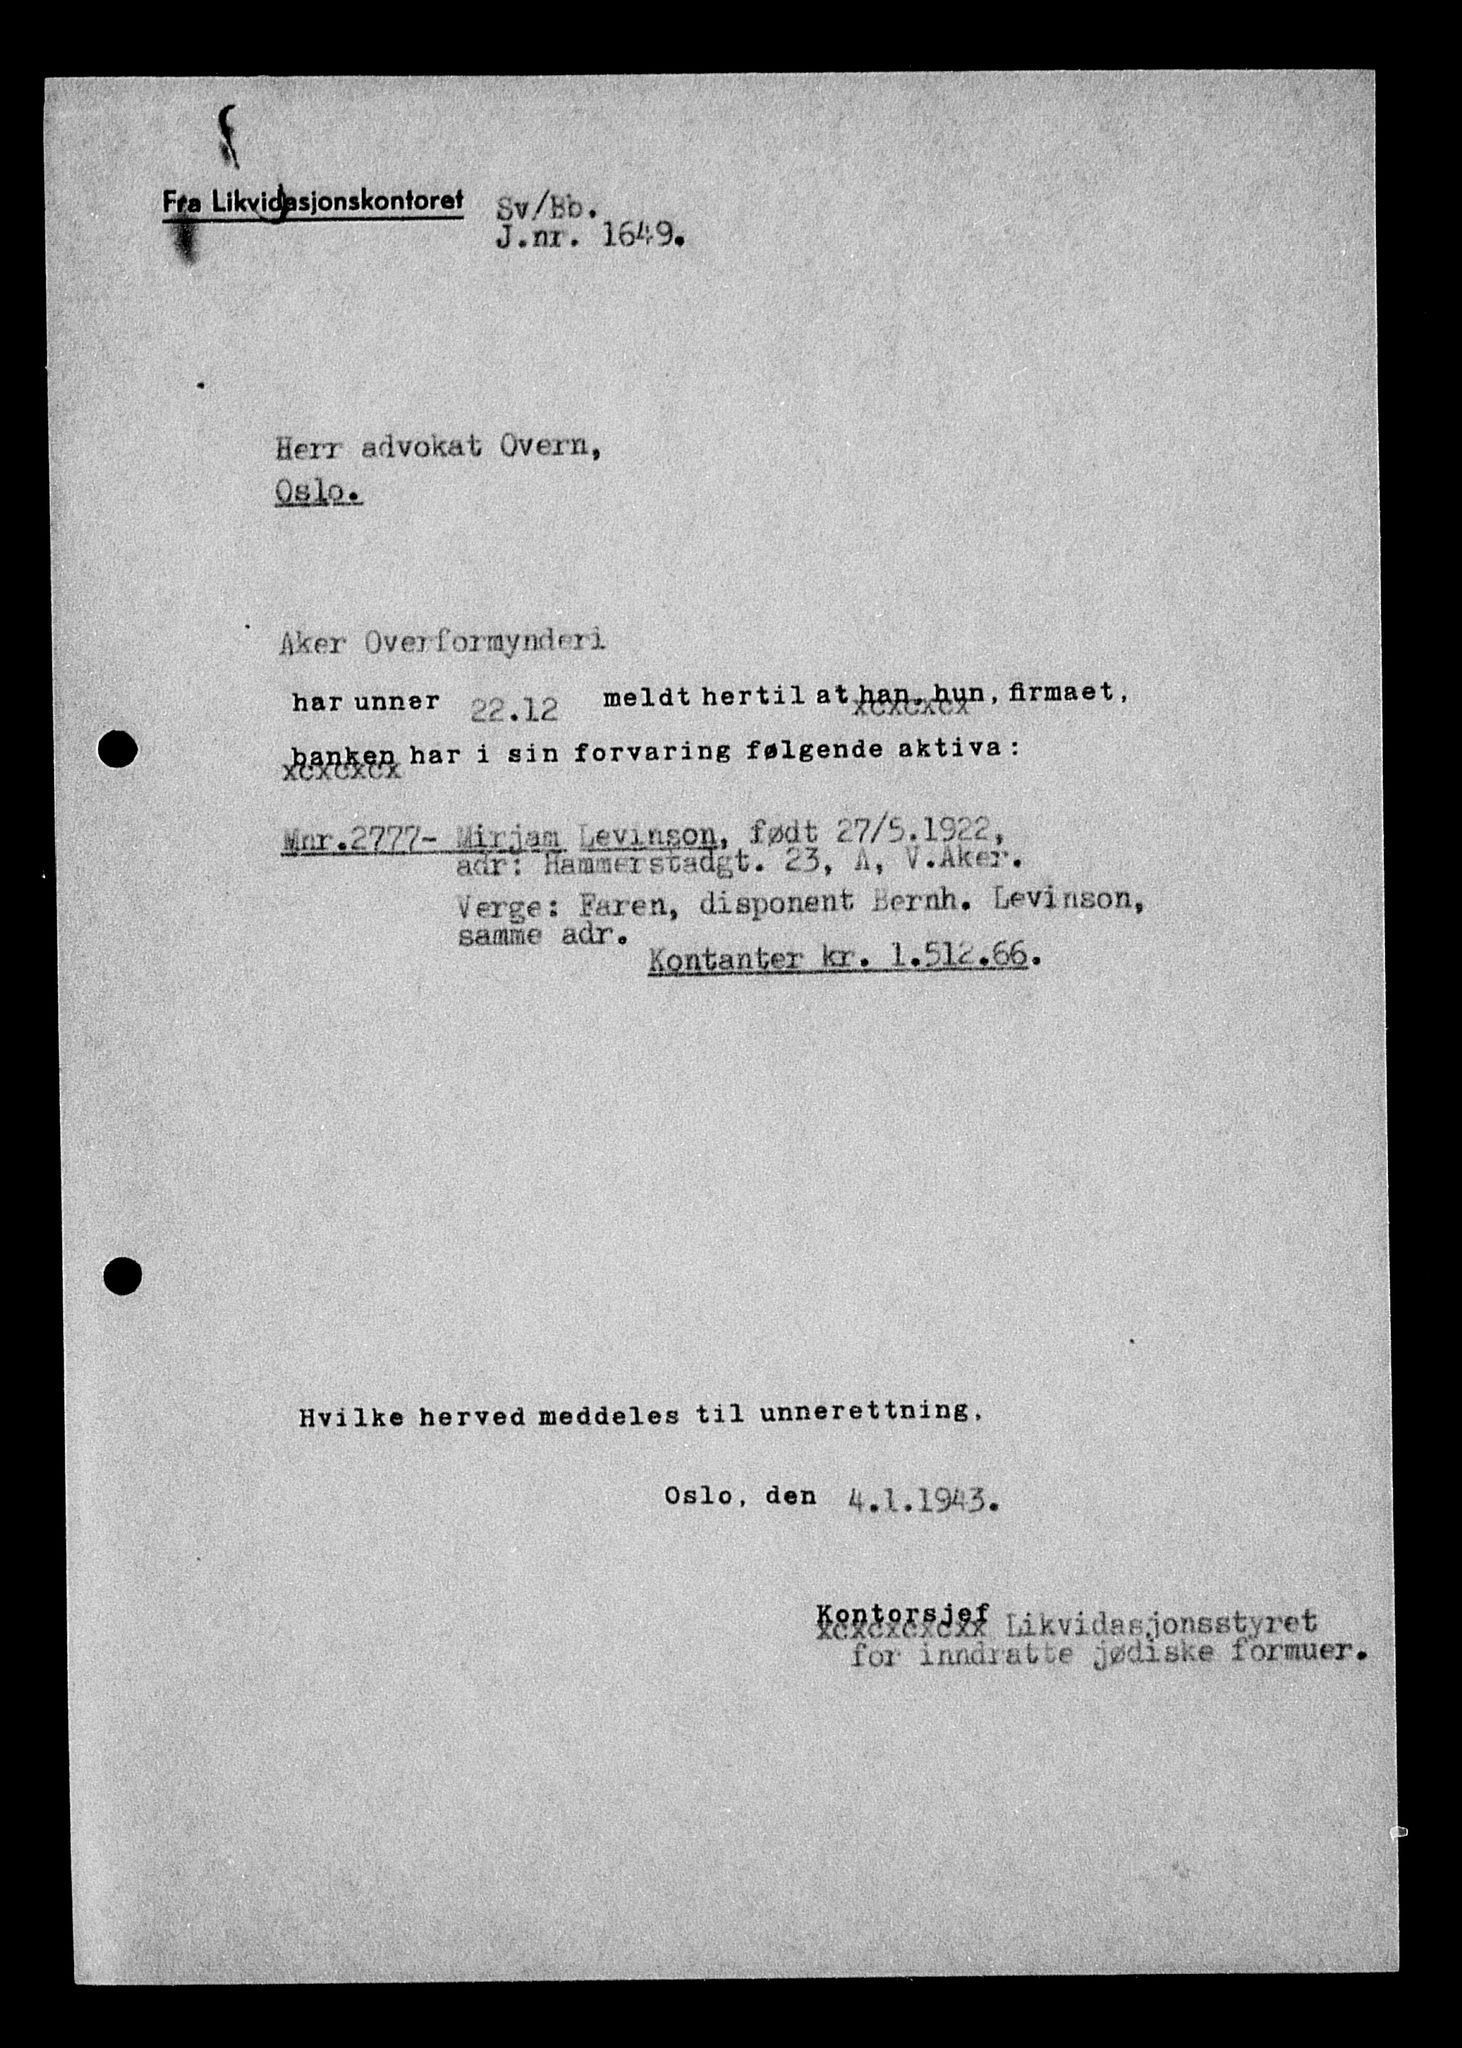 Fra Likvidasjonskontoret
Sv/Bb.
J.nr. 1649.
Herr advokat Overn,
Oslo.
Aker Overformynderi
har unner 22.12 meldt hertil at han, hun, firmaet,
banken har i sin forvaring følgende aktiva:
Mnr.2777- Mirjam Levinson, født 27/5.1922,
adr: Hammerstadgt. 23, A, V.Aker.
Verge: Faren, disponent Bernh. Levinson,
samme adr.
Kontanter kr. 1.512.66.
Hvilke herved meddeles til unnerettning.
Oslo, den 4.1.1943.
Kontorsjef Likvidasjonsstyret
for inndratte jødiske formuer.